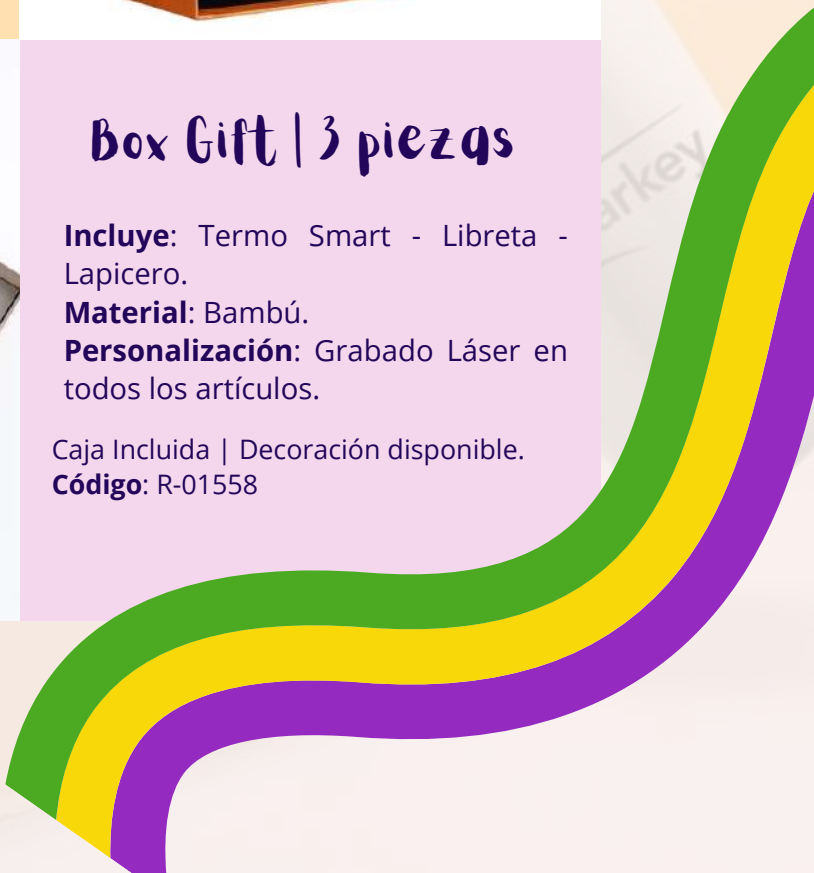 Box Gift | 3 piezas
Incluye: Termo Smart - Libreta -
Lapicero.
Material: Bambú.
Personalización: Grabado Láser en
todos los artículos.
Caja Incluida | Decoración disponible.
Código: R-01558